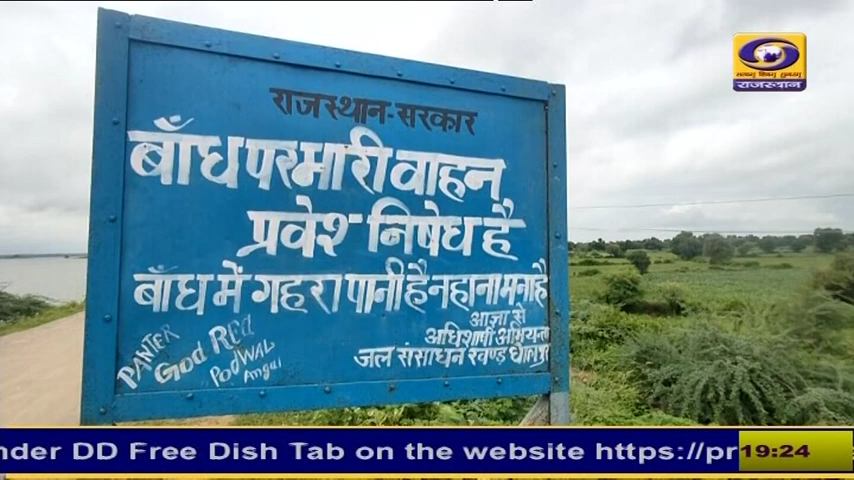 राजस्थान-सरकार
बाँध पर भारी वाहन
प्रवेश निषेध है
बाँध में गहरा पानी है नहाना मना है
आज्ञा से
अधिशाषी अभियन्ता
जल संसाधन खण्ड धौलपुर
PANTER
God REd
PodWAL
Angai
सत्यम् शिवम् सुन्दरम्
राजस्थान
nder DD Free Dish Tab on the website https://pr
19:24